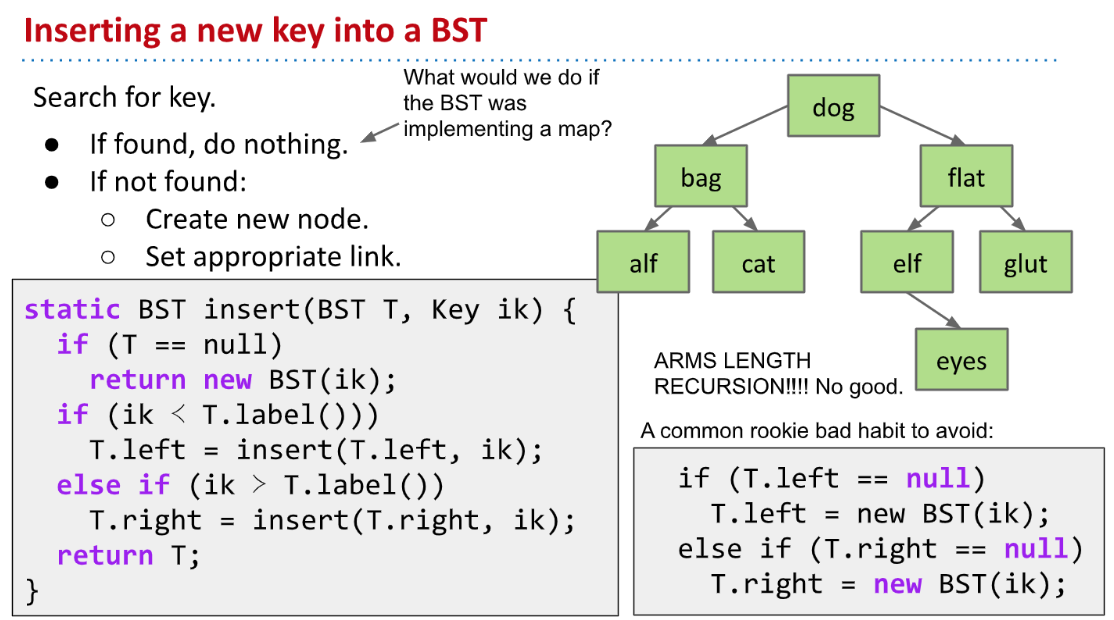 Inserting a new key into a BST
Search for key.
● If found, do nothing.
● If not found:
○ Create new node.
○ Set appropriate link.
What would we do if
the BST was
implementing a map?
static BST insert(BST T, Key ik) {
if (T == null)
return new BST(ik);
if (ik < T.label()))
T.left = insert(T.left, ik);
else if (ik > T.label())
T.right = insert(T.right, ik);
return T;
}
dog
bag
flat
alf
cat
elf
glut
eyes
ARMS LENGTH
RECURSION!!!! No good.
A common rookie bad habit to avoid:
if (T.left == null)
T.left = new BST(ik);
else if (T.right == null)
T.right = new BST(ik);